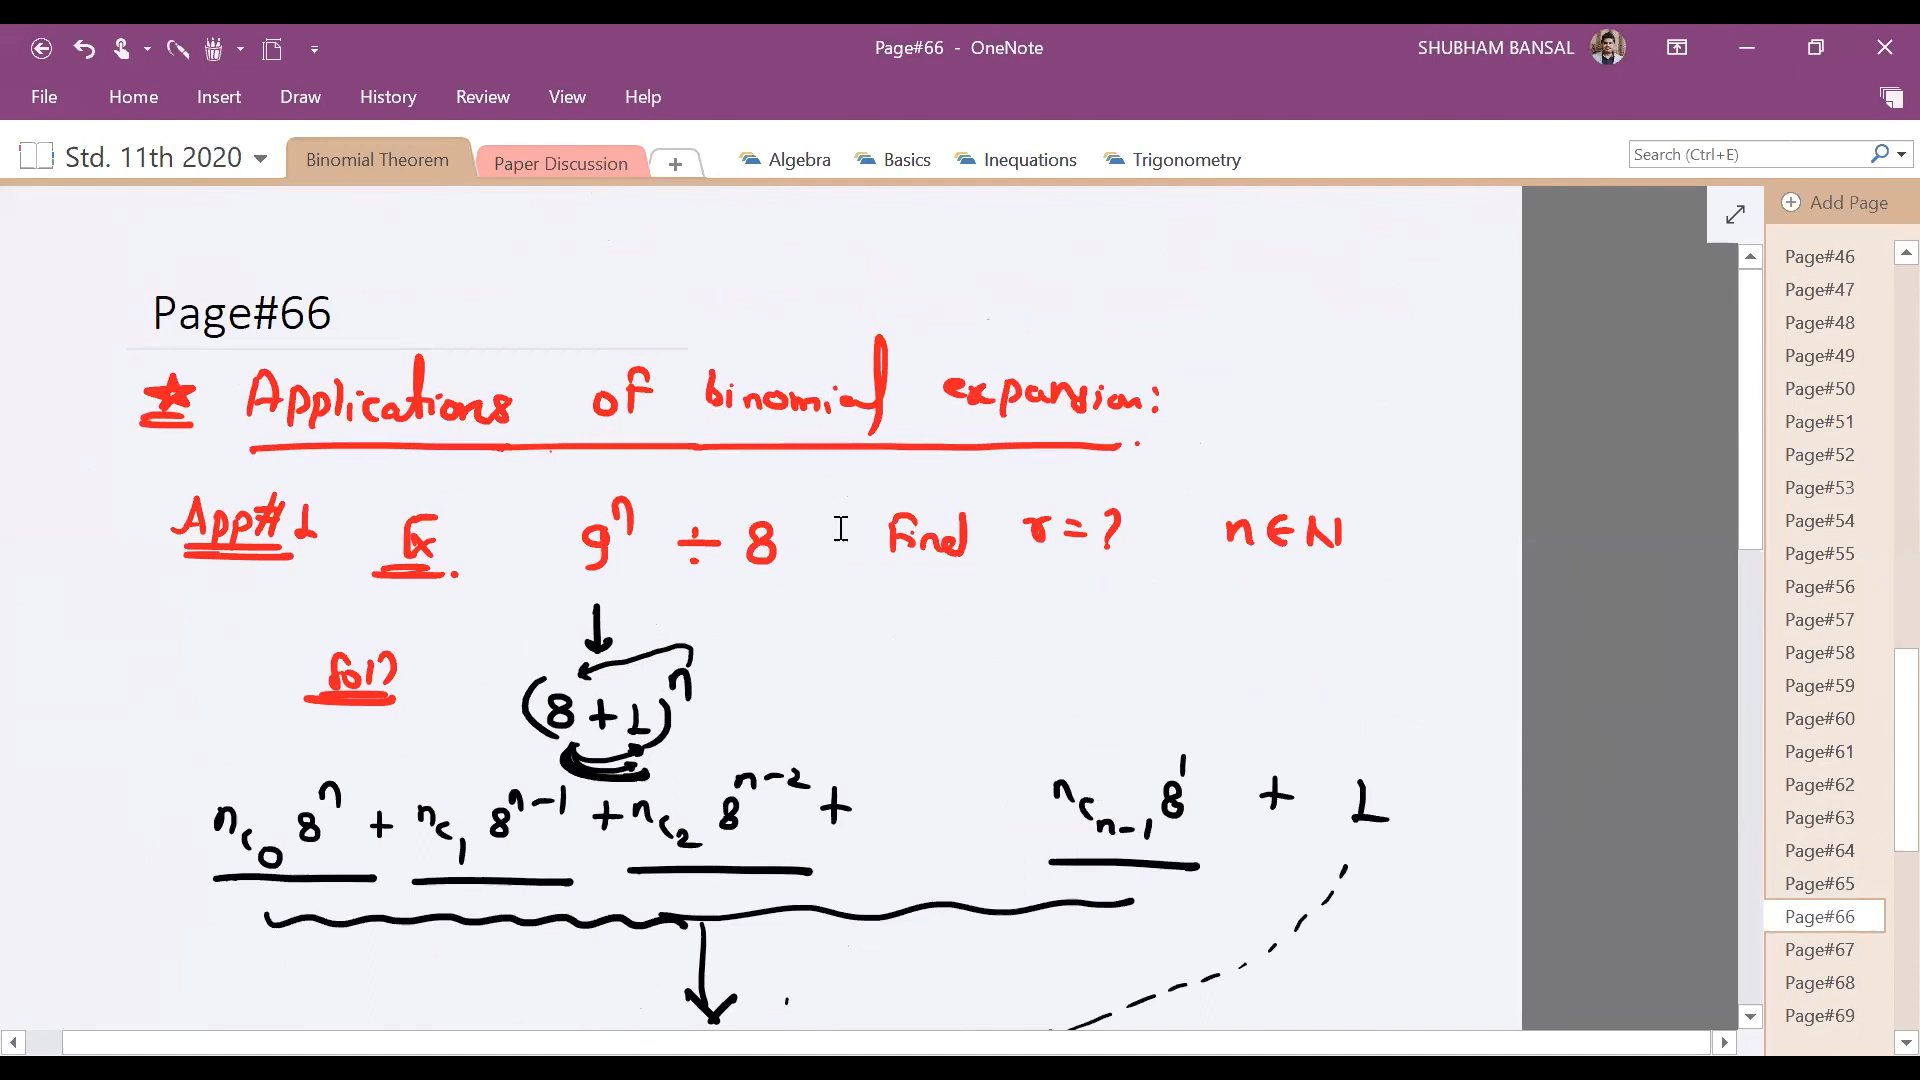 Page#66 - OneNote
SHUBHAM BANSAL
File Home Insert Draw History Review View Help
Std. 11th 2020
Binomial Theorem
Paper Discussion
+
Algebra
Basics
Inequations
Trigonometry
Search (Ctrl+E)
Add Page
Page#46
Page#47
Page#48
Page#49
Page#50
Page#51
Page#52
Page#53
Page#54
Page#55
Page#56
Page#57
Page#58
Page#59
Page#60
Page#61
Page#62
Page#63
Page#64
Page#65
Page#66
Page#67
Page#68
Page#69
Page#66
★ Applications of binomial expansion:
App# 1 Ex. 9ⁿ ÷ 8 Find r = ? n ∈ N
Solⁿ
(8 + 1)ⁿ
ⁿC₀ 8ⁿ + ⁿC₁ 8ⁿ⁻¹ + ⁿC₂ 8ⁿ⁻² + ⁿCₙ₋₁ 8¹ + 1